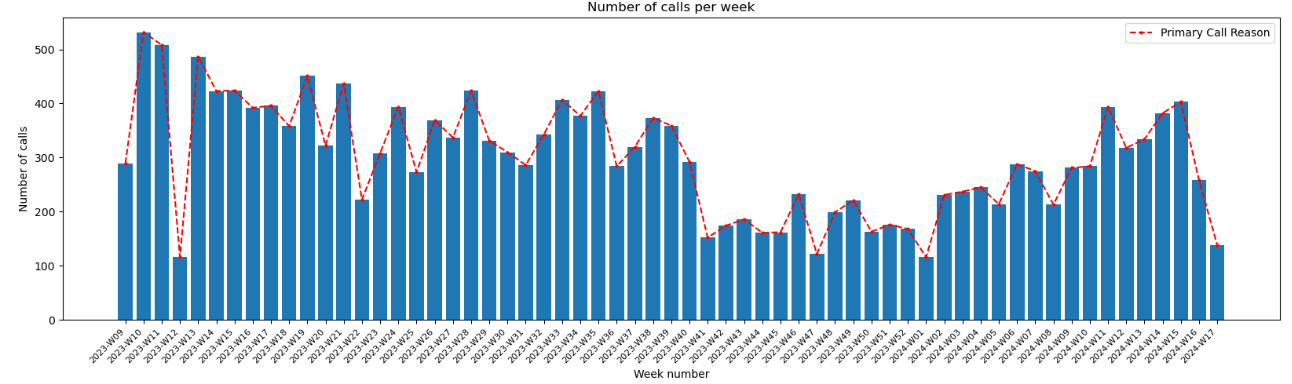 Number of calls per week
Primary Call Reason
Number of calls
500
400
300
200
100
0
2023-W09
2023-W10
2023-W11
2023-W12
2023-W13
2023-W14
2023-W15
2023-W16
2023-W17
2023-W18
2023-W19
2023-W20
2023-W21
2023-W22
2023-W23
2023-W24
2023-W25
2023-W26
2023-W27
2023-W28
2023-W29
2023-W30
2023-W31
2023-W32
2023-W33
2023-W34
2023-W35
2023-W36
2023-W37
2023-W38
2023-W39
2023-W40
2023-W41
2023-W42
2023-W43
2023-W44
2023-W45
2023-W46
2023-W47
2023-W48
2023-W49
2023-W50
2023-W51
2023-W52
2024-W01
2024-W02
2024-W03
2024-W04
2024-W05
2024-W06
2024-W07
2024-W08
2024-W09
2024-W10
2024-W11
2024-W12
2024-W13
2024-W14
2024-W15
2024-W16
2024-W17
Week number